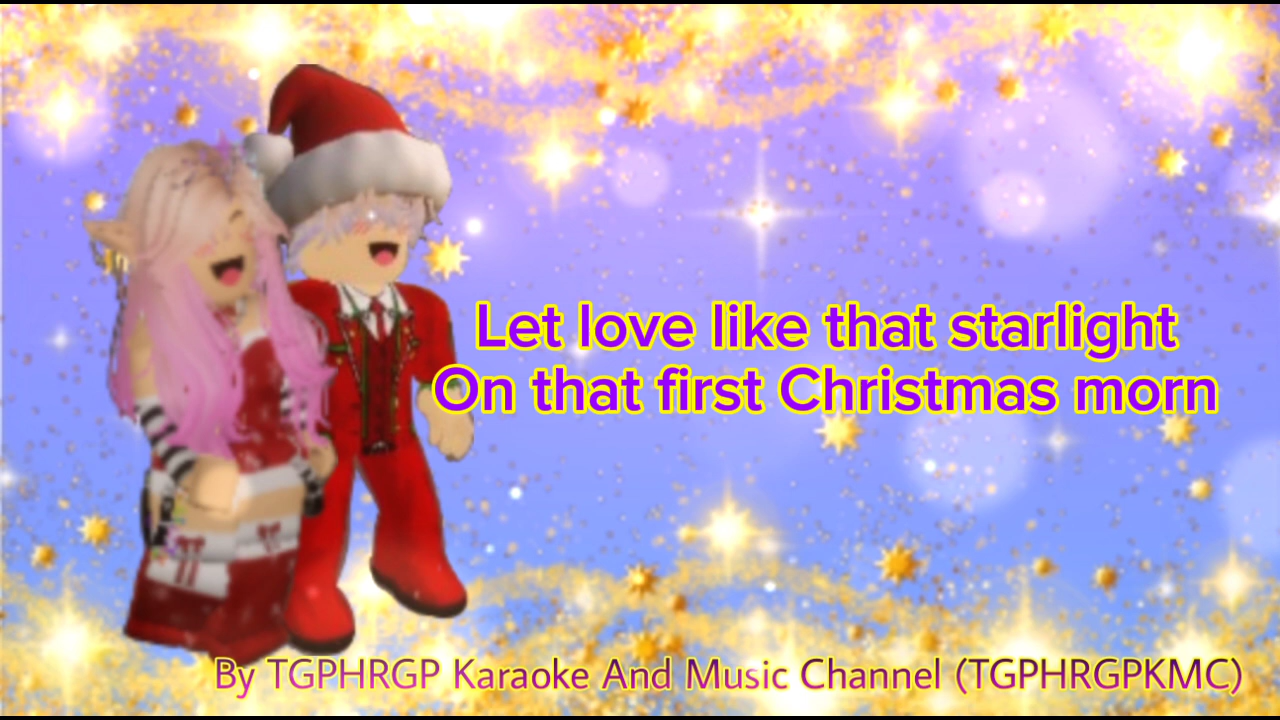 Let love like that starlight
On that first Christmas morn
By TGPHRGP Karaoke And Music Channel (TGPHRGPKMC)